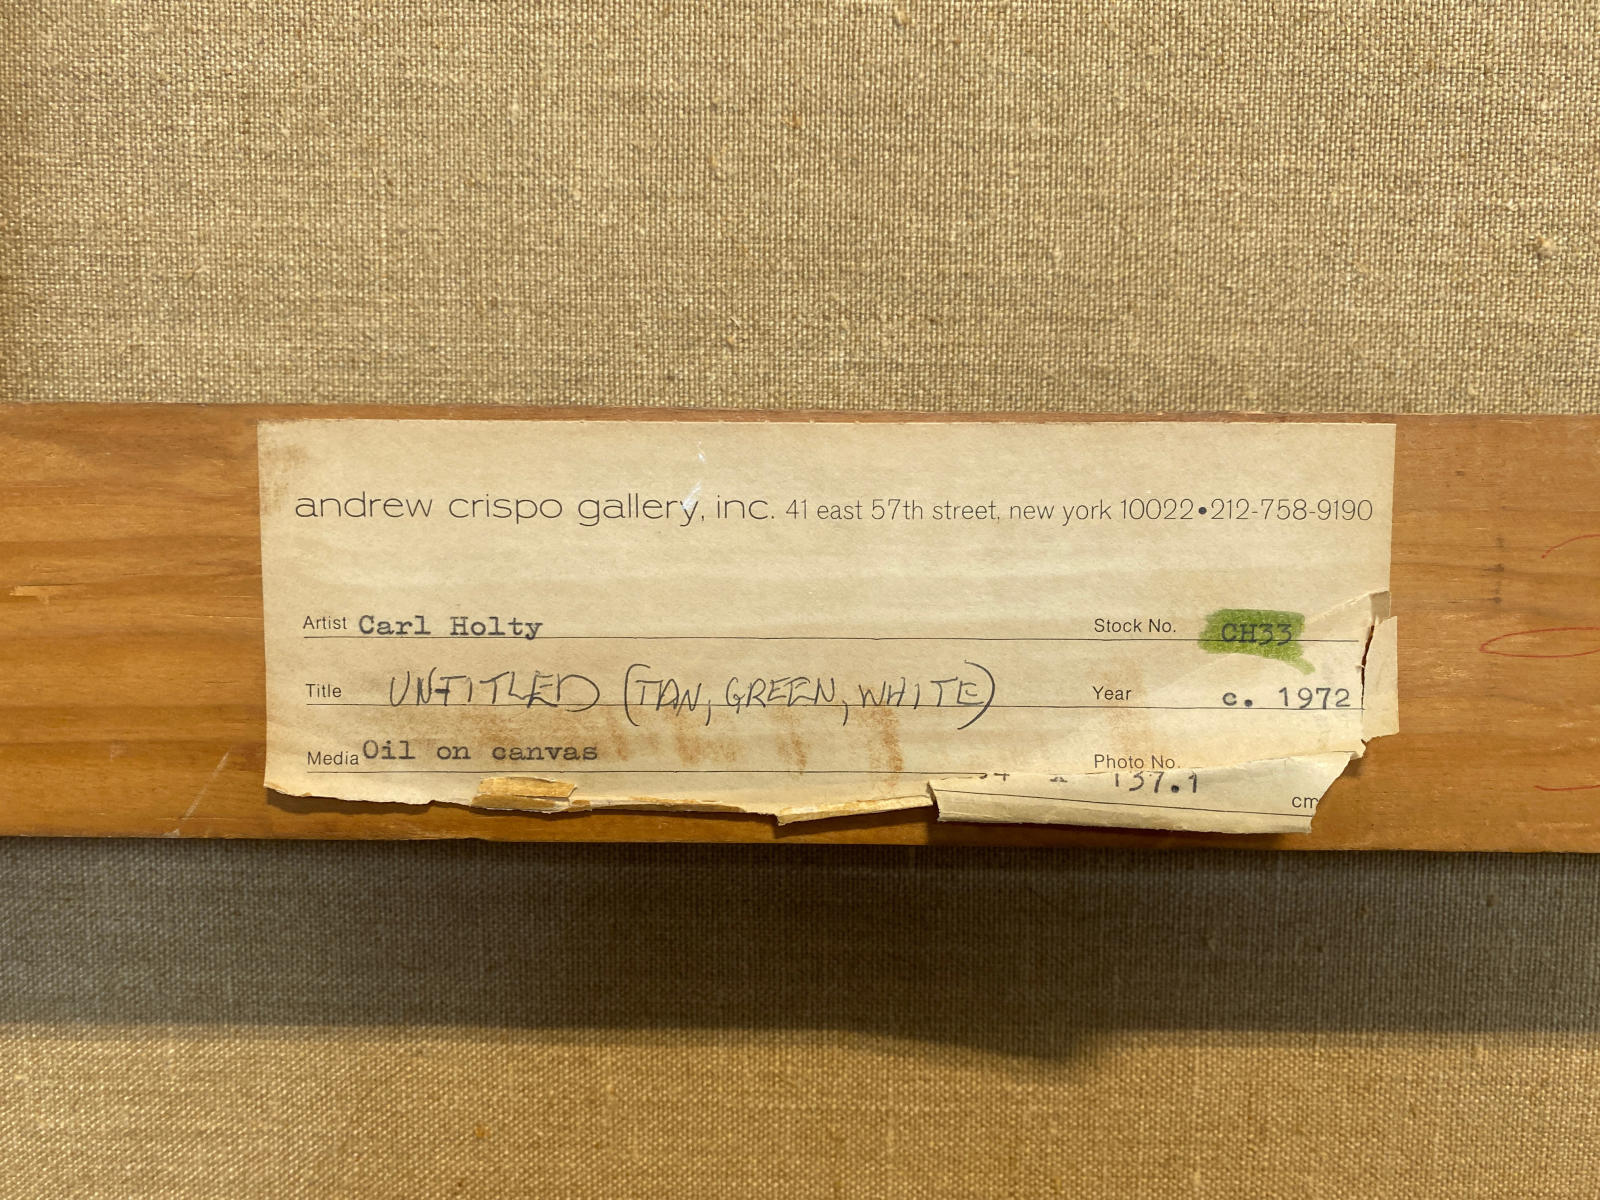 andrew crispo gallery, inc. 41 east 57th street, new york 10022•212-758-9190
Artist Carl Holty Stock No. CH33
Title UNTITLED (TAN, GREEN, WHITE) Year c. 1972
Media Oil on canvas Photo No.
x 137.1 cm